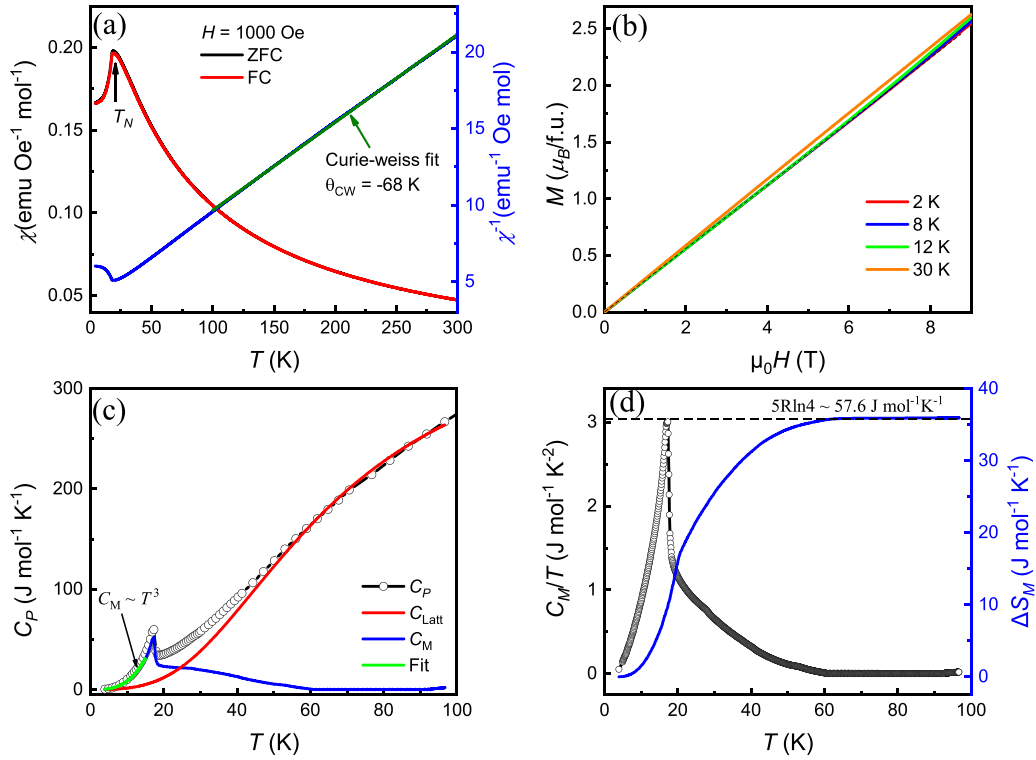 (a)
H = 1000 Oe
ZFC
FC
T_N
Curie-weiss fit
θ_CW = -68 K
χ(emu Oe⁻¹ mol⁻¹)
0.20
0.15
0.10
0.05
χ⁻¹(emu⁻¹ Oe mol)
20
15
10
5
0 50 100 150 200 250 300
T (K)
(b)
M (μ_B/f.u.)
2.5
2.0
1.5
1.0
0.5
0.0
2 K
8 K
12 K
30 K
0 2 4 6 8
μ₀H (T)
(c)
C_P (J mol⁻¹ K⁻¹)
300
200
100
0
C_M ~ T³
C_P
C_Latt
C_M
Fit
0 20 40 60 80 100
T (K)
(d)
5Rln4 ~ 57.6 J mol⁻¹K⁻¹
C_M/T (J mol⁻¹ K⁻²)
3
2
1
0
ΔS_M (J mol⁻¹ K⁻¹)
40
30
20
10
0
0 20 40 60 80 100
T (K)